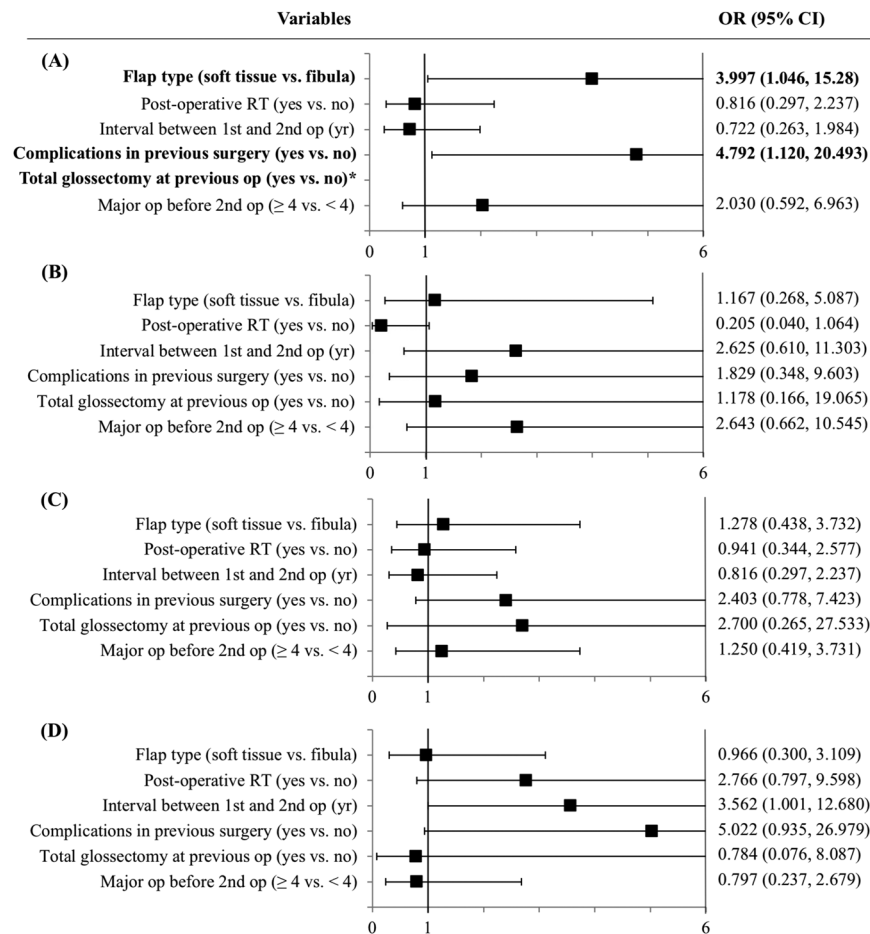 Variables OR (95% CI)
(A)
Flap type (soft tissue vs. fibula) 3.997 (1.046, 15.28)
Post-operative RT (yes vs. no) 0.816 (0.297, 2.237)
Interval between 1st and 2nd op (yr) 0.722 (0.263, 1.984)
Complications in previous surgery (yes vs. no) 4.792 (1.120, 20.493)
Total glossectomy at previous op (yes vs. no)*
Major op before 2nd op (≥ 4 vs. < 4) 2.030 (0.592, 6.963)
0 1 6
(B)
Flap type (soft tissue vs. fibula) 1.167 (0.268, 5.087)
Post-operative RT (yes vs. no) 0.205 (0.040, 1.064)
Interval between 1st and 2nd op (yr) 2.625 (0.610, 11.303)
Complications in previous surgery (yes vs. no) 1.829 (0.348, 9.603)
Total glossectomy at previous op (yes vs. no) 1.178 (0.166, 19.065)
Major op before 2nd op (≥ 4 vs. < 4) 2.643 (0.662, 10.545)
0 1 6
(C)
Flap type (soft tissue vs. fibula) 1.278 (0.438, 3.732)
Post-operative RT (yes vs. no) 0.941 (0.344, 2.577)
Interval between 1st and 2nd op (yr) 0.816 (0.297, 2.237)
Complications in previous surgery (yes vs. no) 2.403 (0.778, 7.423)
Total glossectomy at previous op (yes vs. no) 2.700 (0.265, 27.533)
Major op before 2nd op (≥ 4 vs. < 4) 1.250 (0.419, 3.731)
0 1 6
(D)
Flap type (soft tissue vs. fibula) 0.966 (0.300, 3.109)
Post-operative RT (yes vs. no) 2.766 (0.797, 9.598)
Interval between 1st and 2nd op (yr) 3.562 (1.001, 12.680)
Complications in previous surgery (yes vs. no) 5.022 (0.935, 26.979)
Total glossectomy at previous op (yes vs. no) 0.784 (0.076, 8.087)
Major op before 2nd op (≥ 4 vs. < 4) 0.797 (0.237, 2.679)
0 1 6